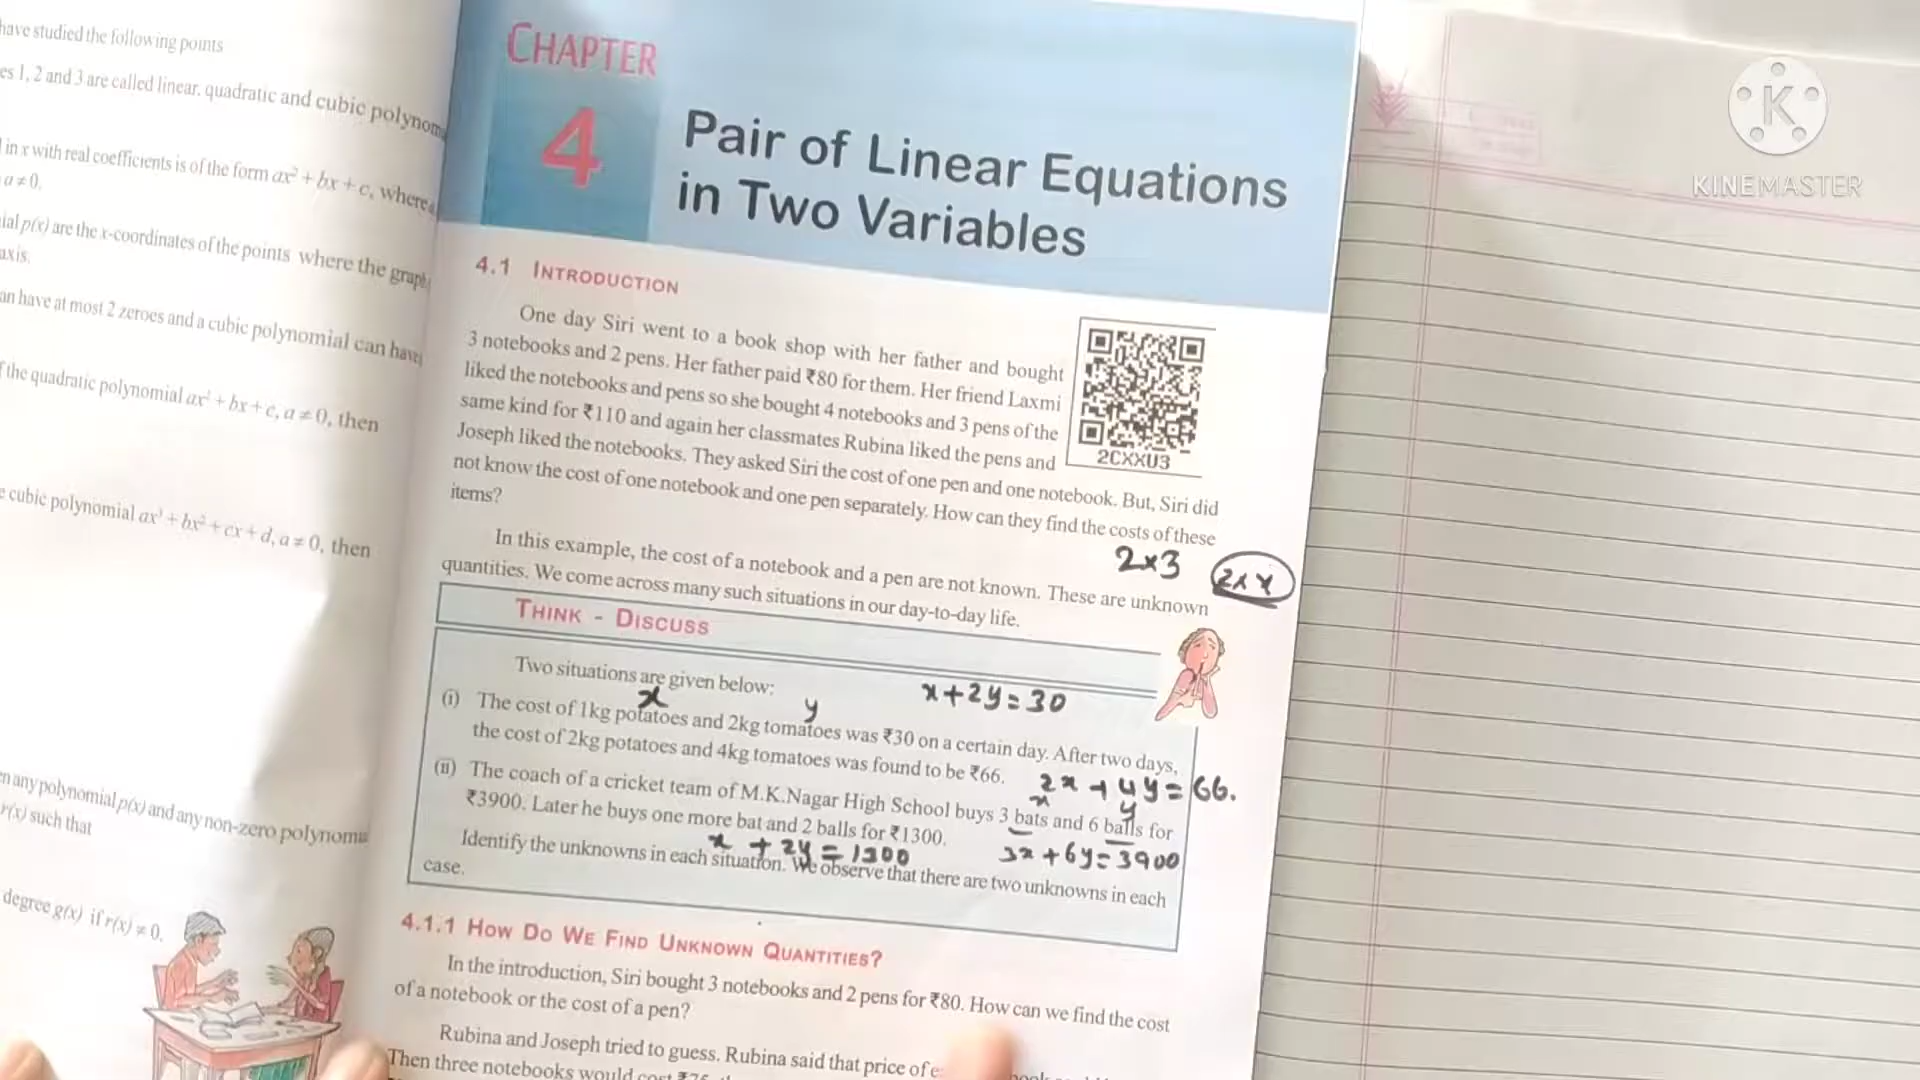 have studied the following points
es 1, 2 and 3 are called linear, quadratic and cubic polynom
in x with real coefficients is of the form ax² + bx + c, where
a ≠ 0.
ial p(x) are the x-coordinates of the points where the graph
axis.
an have at most 2 zeroes and a cubic polynomial can have
f the quadratic polynomial ax² + bx + c, a ≠ 0, then
e cubic polynomial ax³ + bx² + cx + d, a ≠ 0, then
en any polynomial p(x) and any non-zero polynomia
r(x) such that
degree g(x) if r(x) ≠ 0.
CHAPTER
4
Pair of Linear Equations
in Two Variables
4.1 INTRODUCTION
One day Siri went to a book shop with her father and bought
3 notebooks and 2 pens. Her father paid ₹80 for them. Her friend Laxmi
liked the notebooks and pens so she bought 4 notebooks and 3 pens of the
same kind for ₹110 and again her classmates Rubina liked the pens and
Joseph liked the notebooks. They asked Siri the cost of one pen and one notebook. But, Siri did
not know the cost of one notebook and one pen separately. How can they find the costs of these
items?
2CXXU3
In this example, the cost of a notebook and a pen are not known. These are unknown
quantities. We come across many such situations in our day-to-day life.
2×3
THINK - DISCUSS
Two situations are given below:
x y x+2y=30
(i) The cost of 1kg potatoes and 2kg tomatoes was ₹30 on a certain day. After two days,
the cost of 2kg potatoes and 4kg tomatoes was found to be ₹66.
2x + 4y = 66.
x y
(ii) The coach of a cricket team of M.K.Nagar High School buys 3 bats and 6 balls for
₹3900. Later he buys one more bat and 2 balls for ₹1300.
x + 2y = 1300 3x+6y=3900
Identify the unknowns in each situation. We observe that there are two unknowns in each
case.
4.1.1 HOW DO WE FIND UNKNOWN QUANTITIES?
In the introduction, Siri bought 3 notebooks and 2 pens for ₹80. How can we find the cost
of a notebook or the cost of a pen?
Rubina and Joseph tried to guess. Rubina said that price of e
Then three notebooks would cost ₹75
K
KINEMASTER